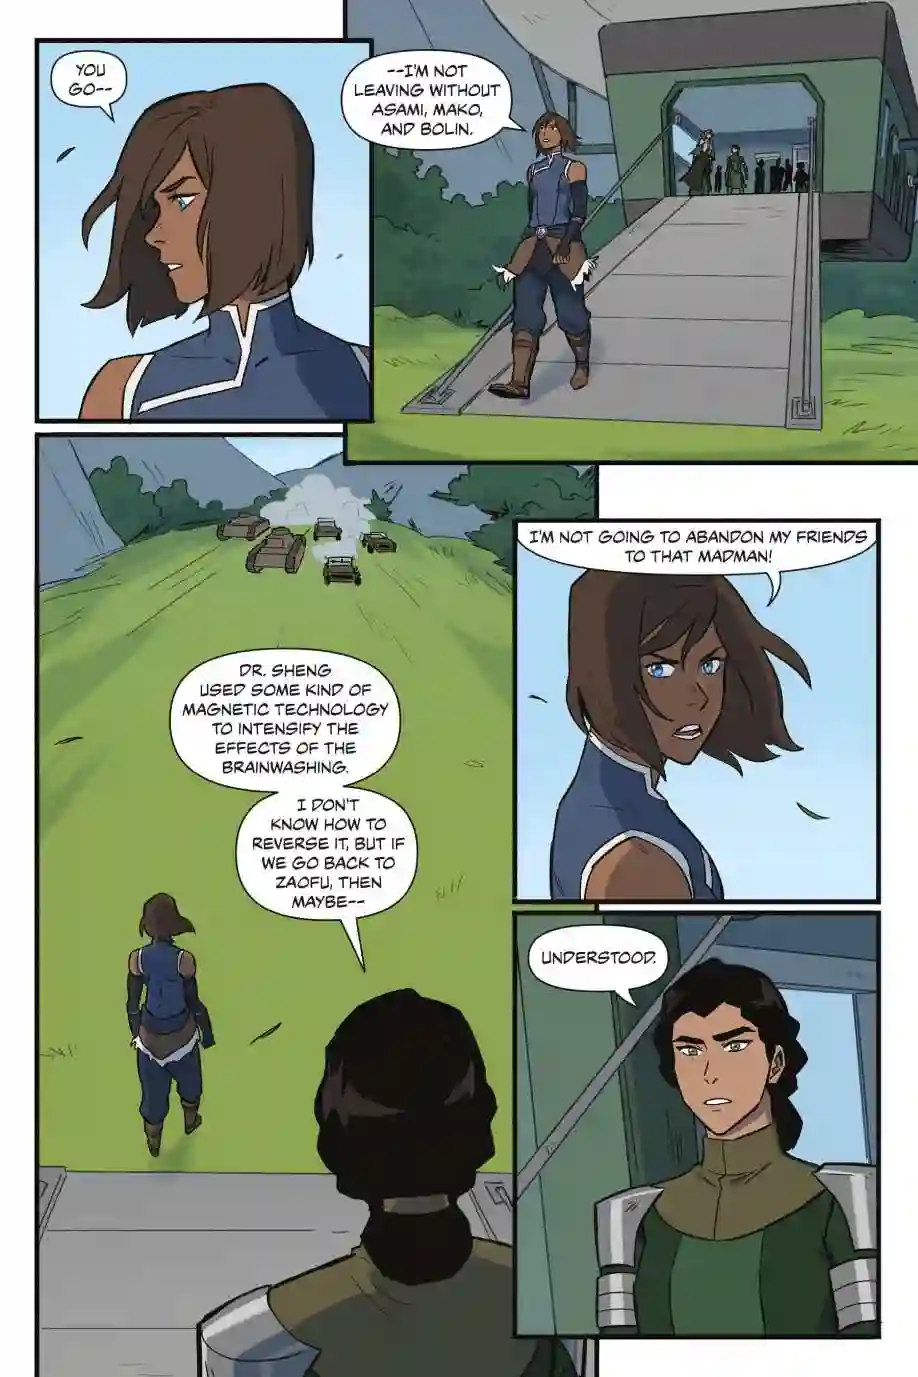 YOU
GO--
--I'M NOT
LEAVING WITHOUT
ASAMI, MAKO,
AND BOLIN.
I'M NOT GOING TO ABANDON MY FRIENDS
TO THAT MADMAN!
DR. SHENG
USED SOME KIND OF
MAGNETIC TECHNOLOGY
TO INTENSIFY THE
EFFECTS OF THE
BRAINWASHING.
I DON'T
KNOW HOW TO
REVERSE IT, BUT IF
WE GO BACK TO
ZAOFU, THEN
MAYBE--
UNDERSTOOD.